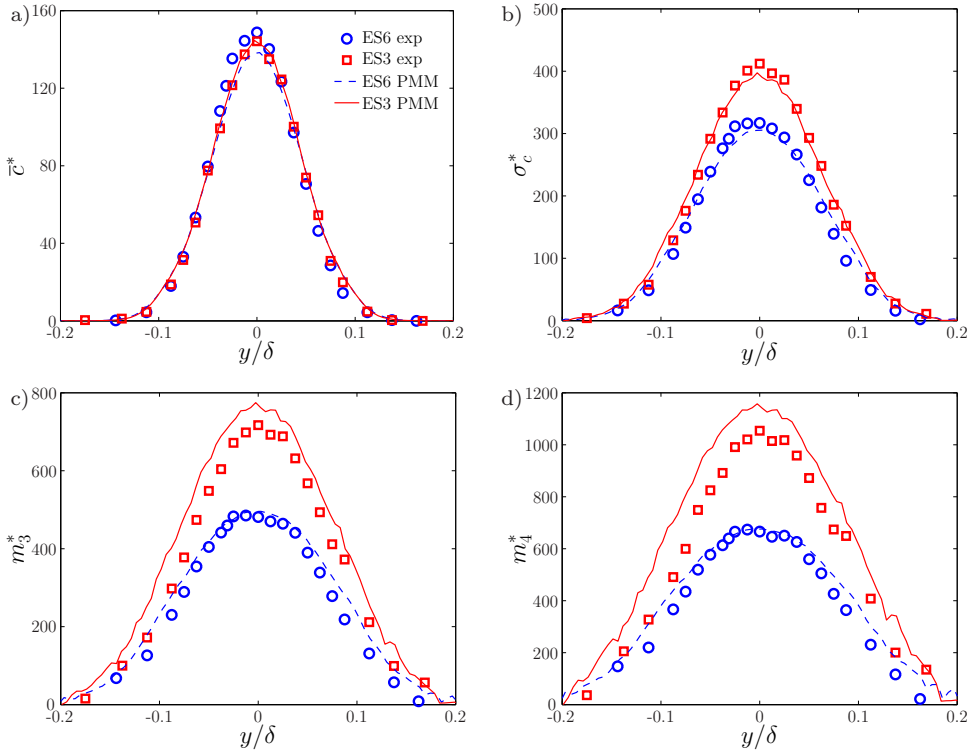 a)
160
120
80
40
0
c̅*
-0.2 -0.1 0 0.1 0.2
y/δ
ES6 exp
ES3 exp
ES6 PMM
ES3 PMM
b)
500
400
300
200
100
0
σ*c
-0.2 -0.1 0 0.1 0.2
y/δ
c)
800
600
400
200
0
m*3
-0.2 -0.1 0 0.1 0.2
y/δ
d)
1200
1000
800
600
400
200
0
m*4
-0.2 -0.1 0 0.1 0.2
y/δ